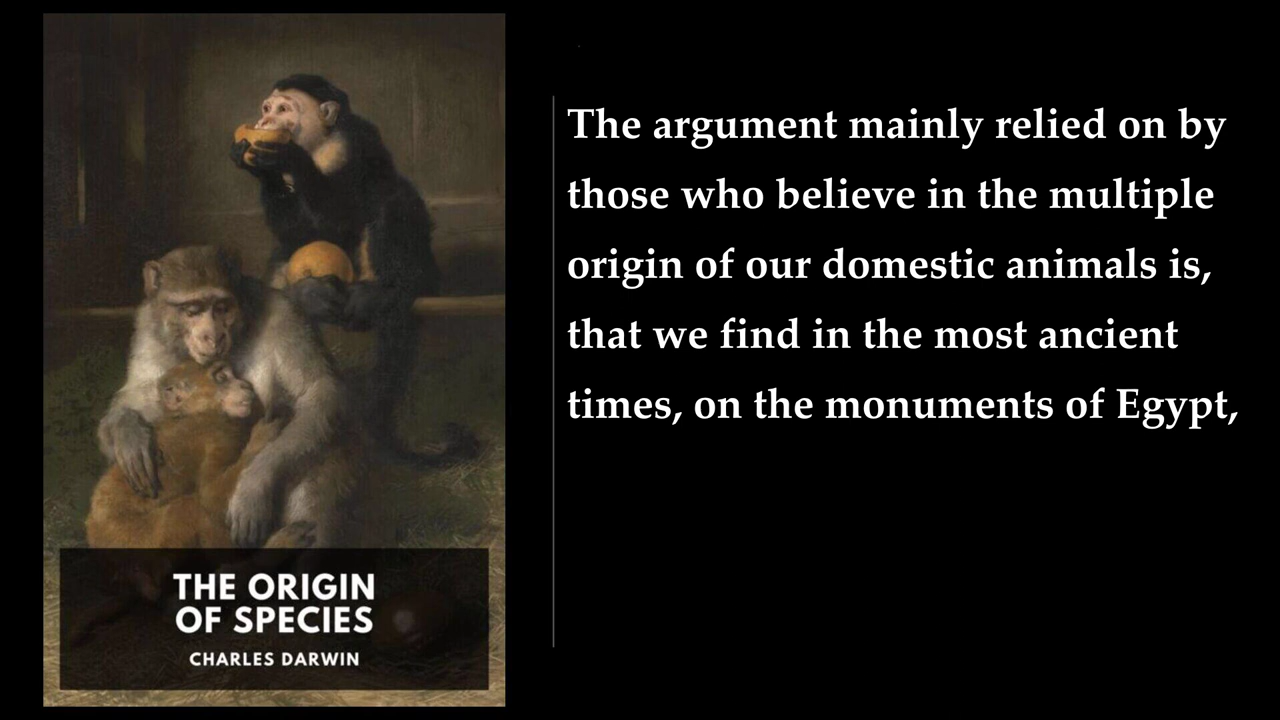 THE ORIGIN
OF SPECIES
CHARLES DARWIN
The argument mainly relied on by
those who believe in the multiple
origin of our domestic animals is,
that we find in the most ancient
times, on the monuments of Egypt,